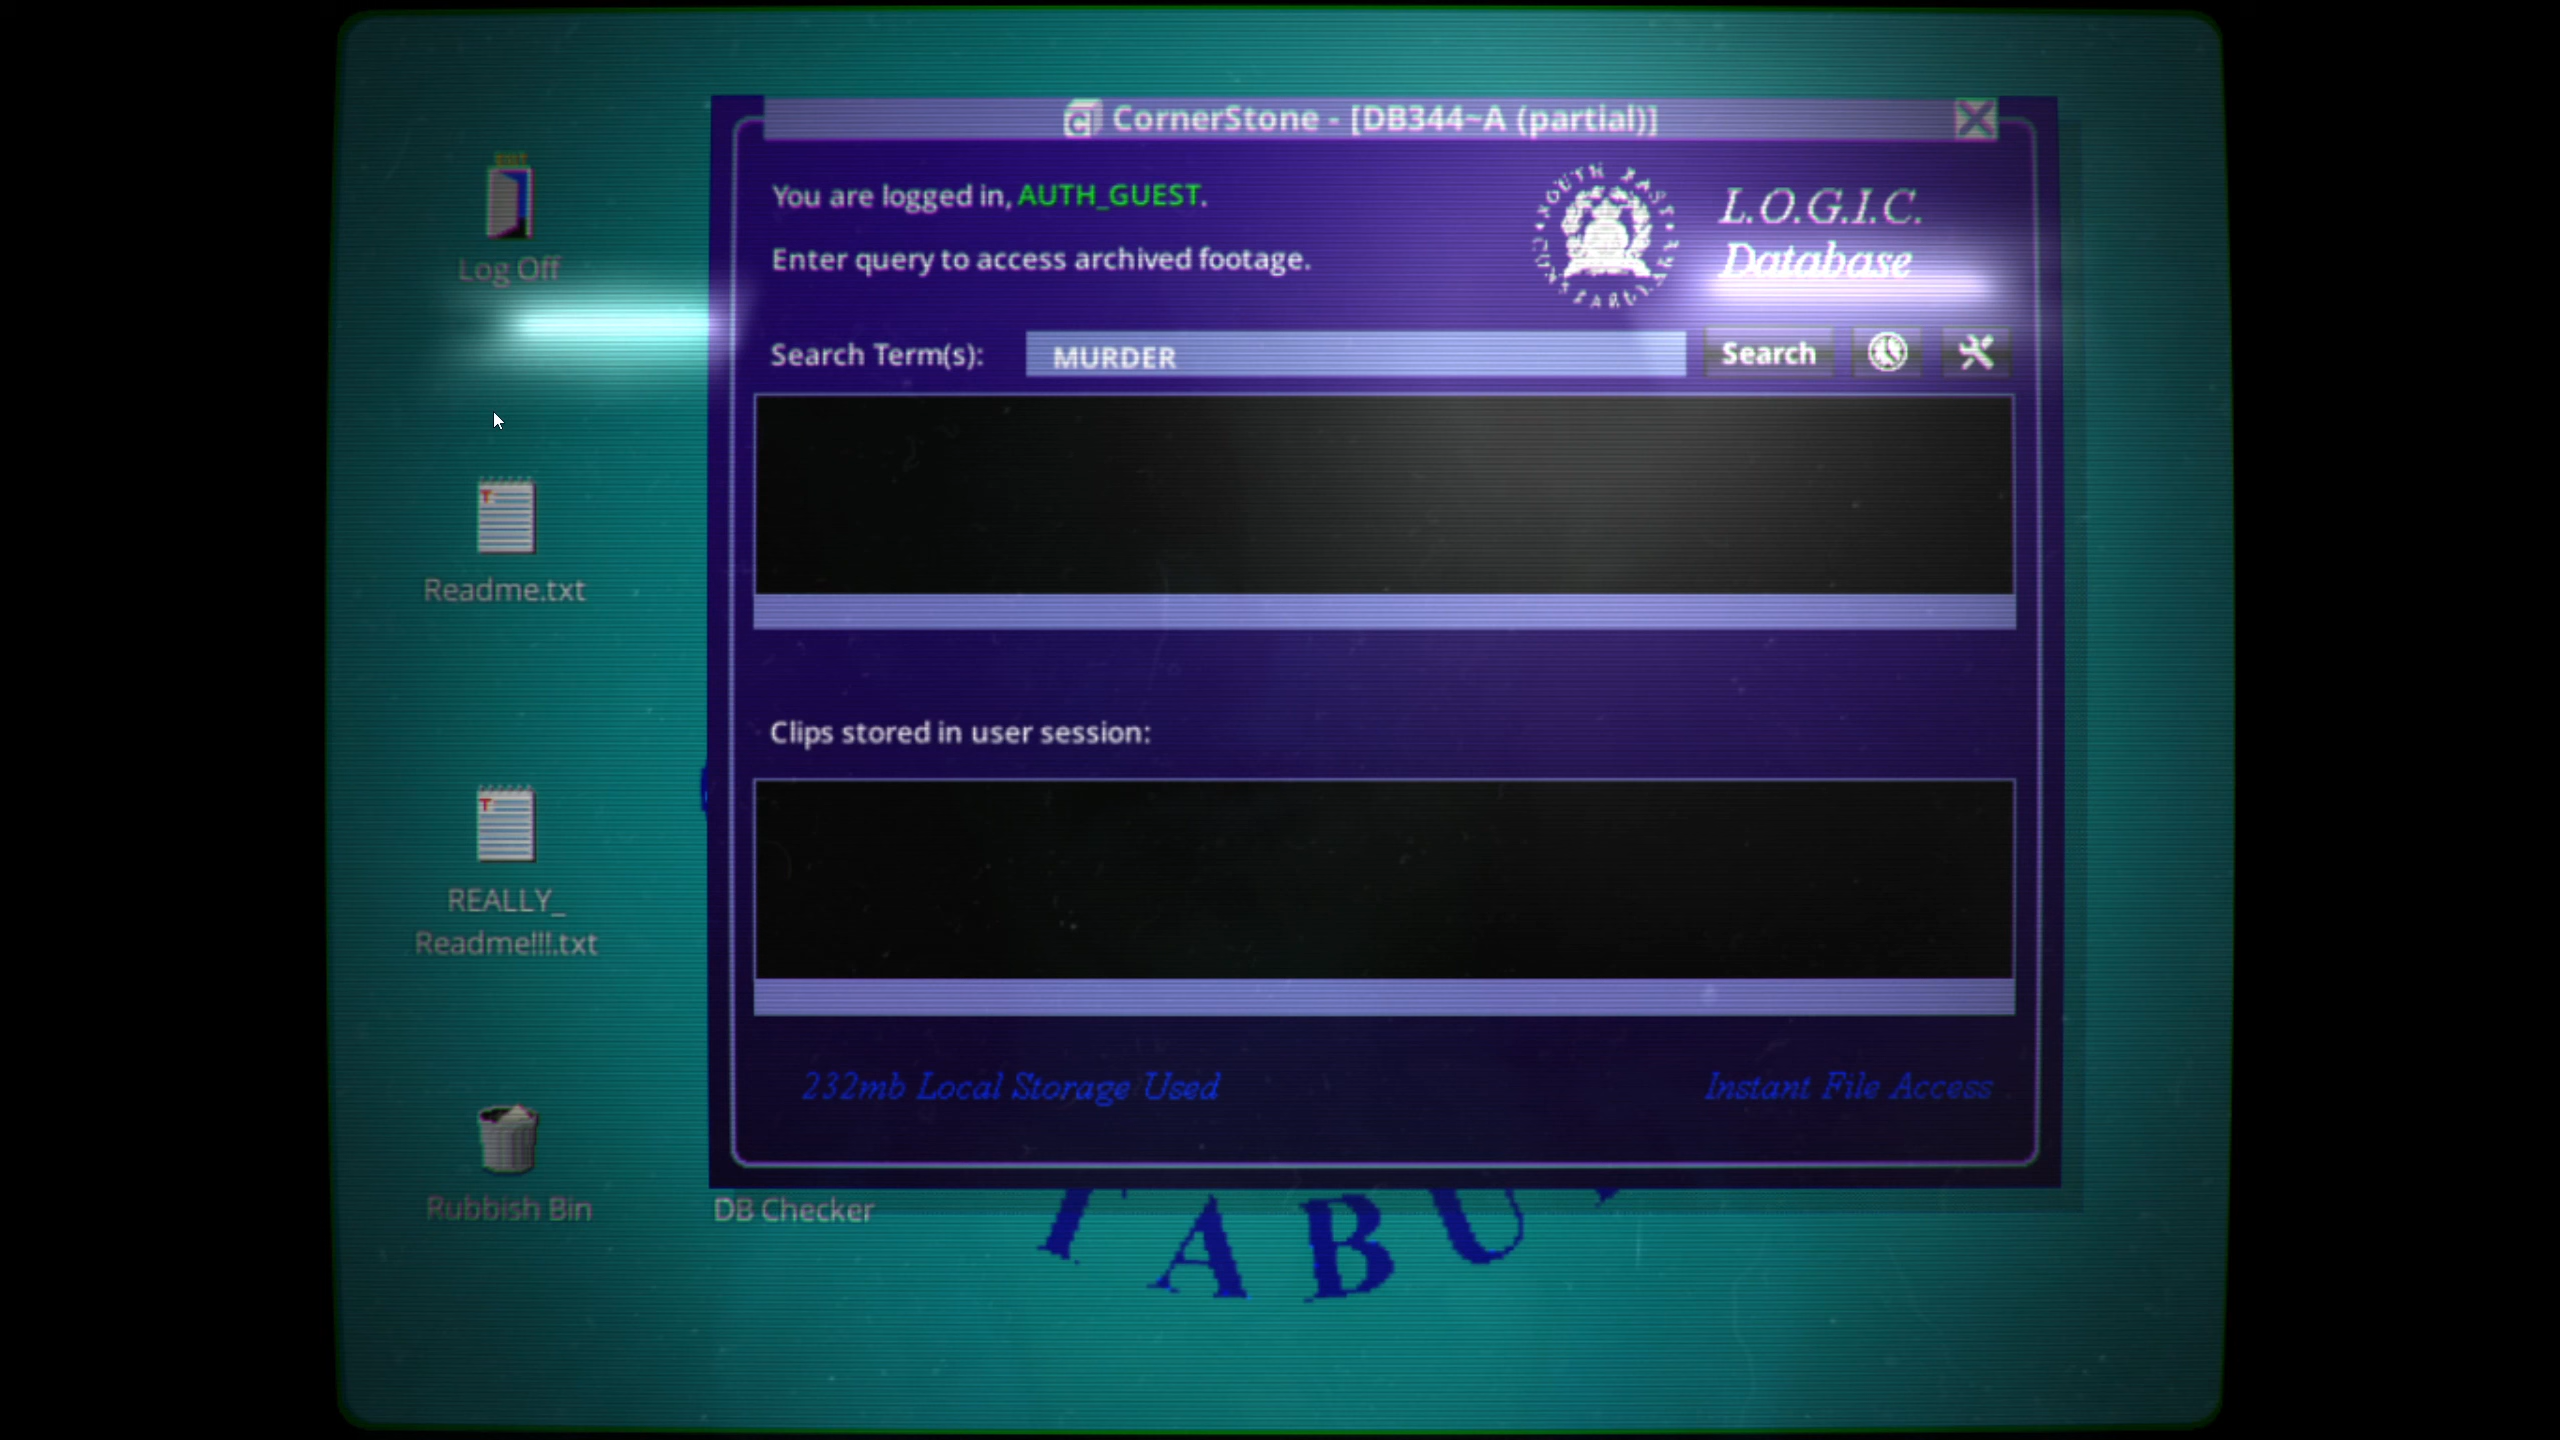 CornerStone - [DB344~A (partial)]
You are logged in, AUTH_GUEST.
Enter query to access archived footage.
L.O.G.I.C.
Database
Search Term(s):
MURDER
Search
Clips stored in user session:
232mb Local Storage Used
Instant File Access
Log Off
Readme.txt
REALLY_
Readme!!!.txt
Rubbish Bin
DB Checker
TABU